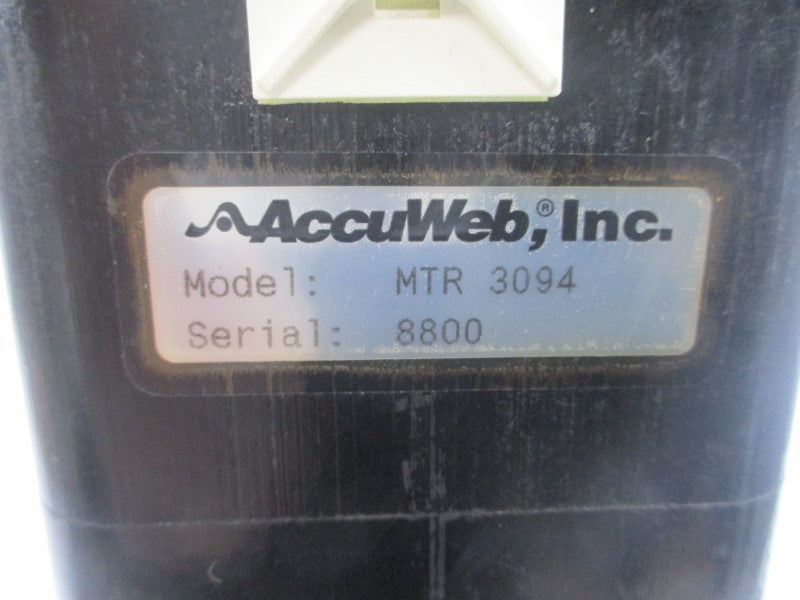 AccuWeb,® Inc.
Model: MTR 3094
Serial: 8800